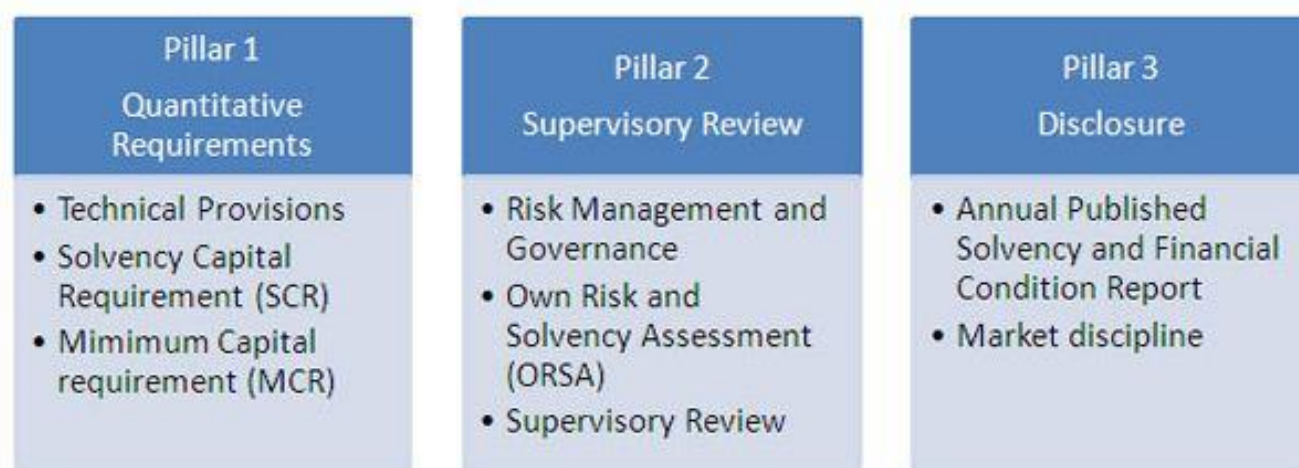 Pillar 1
Quantitative
Requirements
• Technical Provisions
• Solvency Capital
Requirement (SCR)
• Mimimum Capital
requirement (MCR)
Pillar 2
Supervisory Review
• Risk Management and
Governance
• Own Risk and
Solvency Assessment
(ORSA)
• Supervisory Review
Pillar 3
Disclosure
• Annual Published
Solvency and Financial
Condition Report
• Market discipline